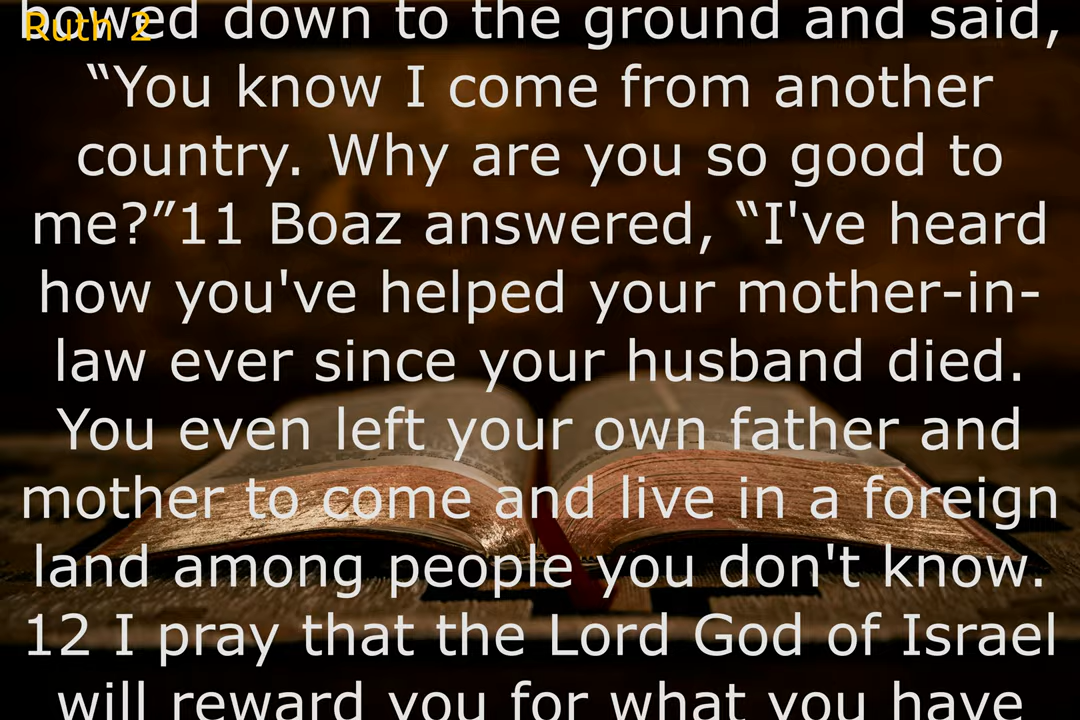 Ruth 2
bowed down to the ground and said,
“You know I come from another
country. Why are you so good to
me?”11 Boaz answered, “I've heard
how you've helped your mother-in-
law ever since your husband died.
You even left your own father and
mother to come and live in a foreign
land among people you don't know.
12 I pray that the Lord God of Israel
will reward you for what you have